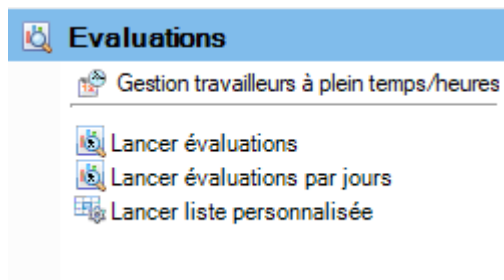 Evaluations
Gestion travailleurs à plein temps/heures
Lancer évaluations
Lancer évaluations par jours
Lancer liste personnalisée